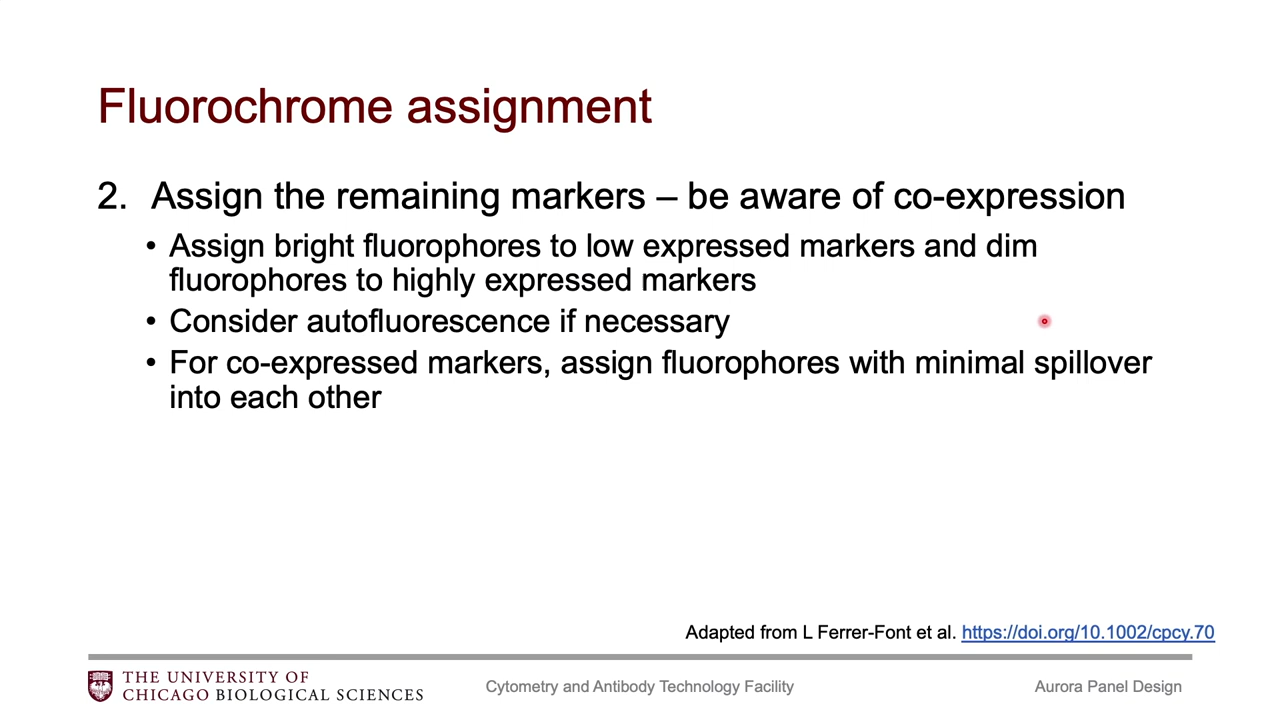 Fluorochrome assignment
2. Assign the remaining markers – be aware of co-expression
• Assign bright fluorophores to low expressed markers and dim
fluorophores to highly expressed markers
• Consider autofluorescence if necessary
• For co-expressed markers, assign fluorophores with minimal spillover
into each other
Adapted from L Ferrer-Font et al. https://doi.org/10.1002/cpcy.70
THE UNIVERSITY OF
CHICAGO BIOLOGICAL SCIENCES
Cytometry and Antibody Technology Facility
Aurora Panel Design